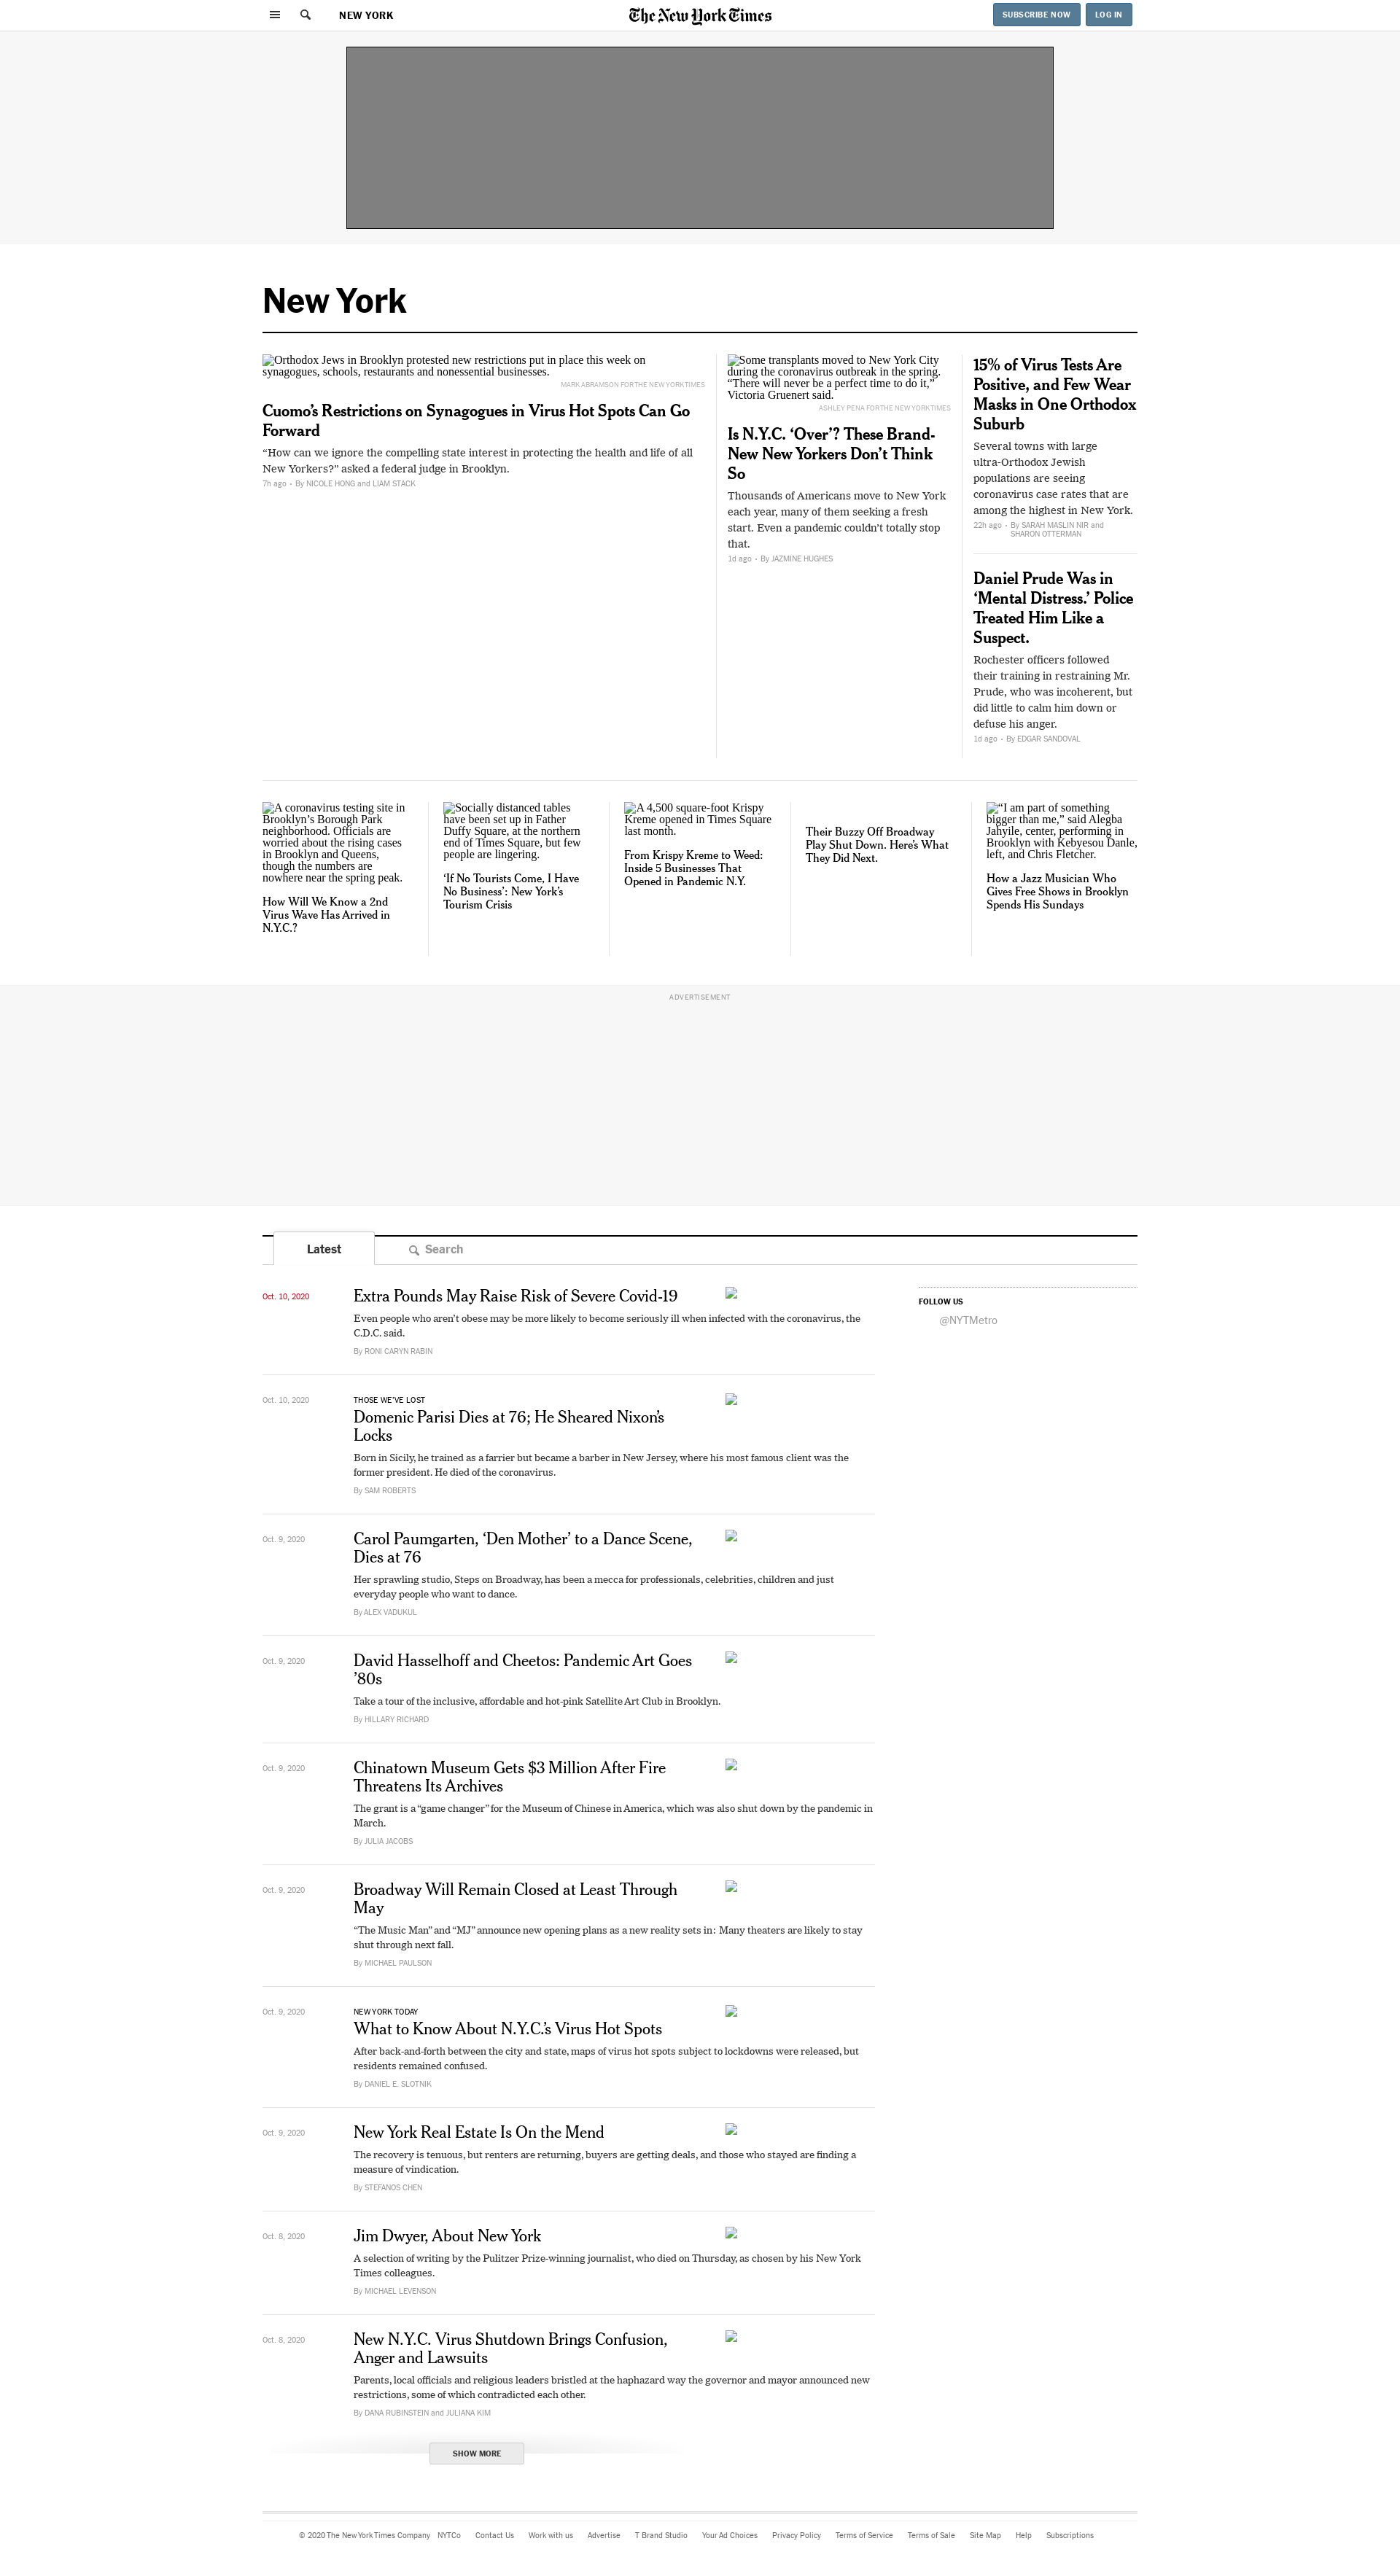 NEW YORK
The New York Times
SUBSCRIBE NOW
LOG IN
New York
Orthodox Jews in Brooklyn protested new restrictions put in place this week on
synagogues, schools, restaurants and nonessential businesses.
MARK ABRAMSON FOR THE NEW YORK TIMES
Cuomo’s Restrictions on Synagogues in Virus Hot Spots Can Go
Forward
“How can we ignore the compelling state interest in protecting the health and life of all
New Yorkers?” asked a federal judge in Brooklyn.
7h ago • By NICOLE HONG and LIAM STACK
Some transplants moved to New York City
during the coronavirus outbreak in the spring.
“There will never be a perfect time to do it,”
Victoria Gruenert said.
ASHLEY PENA FOR THE NEW YORK TIMES
Is N.Y.C. ‘Over’? These Brand-
New New Yorkers Don’t Think
So
Thousands of Americans move to New York
each year, many of them seeking a fresh
start. Even a pandemic couldn’t totally stop
that.
1d ago • By JAZMINE HUGHES
15% of Virus Tests Are
Positive, and Few Wear
Masks in One Orthodox
Suburb
Several towns with large
ultra-Orthodox Jewish
populations are seeing
coronavirus case rates that are
among the highest in New York.
22h ago • By SARAH MASLIN NIR and
SHARON OTTERMAN
Daniel Prude Was in
‘Mental Distress.’ Police
Treated Him Like a
Suspect.
Rochester officers followed
their training in restraining Mr.
Prude, who was incoherent, but
did little to calm him down or
defuse his anger.
1d ago • By EDGAR SANDOVAL
A coronavirus testing site in
Brooklyn’s Borough Park
neighborhood. Officials are
worried about the rising cases
in Brooklyn and Queens,
though the numbers are
nowhere near the spring peak.
How Will We Know a 2nd
Virus Wave Has Arrived in
N.Y.C.?
Socially distanced tables
have been set up in Father
Duffy Square, at the northern
end of Times Square, but few
people are lingering.
‘If No Tourists Come, I Have
No Business’: New York’s
Tourism Crisis
A 4,500 square-foot Krispy
Kreme opened in Times Square
last month.
From Krispy Kreme to Weed:
Inside 5 Businesses That
Opened in Pandemic N.Y.
Their Buzzy Off Broadway
Play Shut Down. Here’s What
They Did Next.
“I am part of something
bigger than me,” said Alegba
Jahyile, center, performing in
Brooklyn with Kebyesou Dale,
left, and Chris Fletcher.
How a Jazz Musician Who
Gives Free Shows in Brooklyn
Spends His Sundays
ADVERTISEMENT
Latest
Search
Oct. 10, 2020
Extra Pounds May Raise Risk of Severe Covid-19
Even people who aren’t obese may be more likely to become seriously ill when infected with the coronavirus, the
C.D.C. said.
By RONI CARYN RABIN
FOLLOW US
@NYTMetro
Oct. 10, 2020
THOSE WE’VE LOST
Domenic Parisi Dies at 76; He Sheared Nixon’s
Locks
Born in Sicily, he trained as a farrier but became a barber in New Jersey, where his most famous client was the
former president. He died of the coronavirus.
By SAM ROBERTS
Oct. 9, 2020
Carol Paumgarten, ‘Den Mother’ to a Dance Scene,
Dies at 76
Her sprawling studio, Steps on Broadway, has been a mecca for professionals, celebrities, children and just
everyday people who want to dance.
By ALEX VADUKUL
Oct. 9, 2020
David Hasselhoff and Cheetos: Pandemic Art Goes
’80s
Take a tour of the inclusive, affordable and hot-pink Satellite Art Club in Brooklyn.
By HILLARY RICHARD
Oct. 9, 2020
Chinatown Museum Gets $3 Million After Fire
Threatens Its Archives
The grant is a “game changer” for the Museum of Chinese in America, which was also shut down by the pandemic in
March.
By JULIA JACOBS
Oct. 9, 2020
Broadway Will Remain Closed at Least Through
May
“The Music Man” and “MJ” announce new opening plans as a new reality sets in: Many theaters are likely to stay
shut through next fall.
By MICHAEL PAULSON
Oct. 9, 2020
NEW YORK TODAY
What to Know About N.Y.C.’s Virus Hot Spots
After back-and-forth between the city and state, maps of virus hot spots subject to lockdowns were released, but
residents remained confused.
By DANIEL E. SLOTNIK
Oct. 9, 2020
New York Real Estate Is On the Mend
The recovery is tenuous, but renters are returning, buyers are getting deals, and those who stayed are finding a
measure of vindication.
By STEFANOS CHEN
Oct. 8, 2020
Jim Dwyer, About New York
A selection of writing by the Pulitzer Prize-winning journalist, who died on Thursday, as chosen by his New York
Times colleagues.
By MICHAEL LEVENSON
Oct. 8, 2020
New N.Y.C. Virus Shutdown Brings Confusion,
Anger and Lawsuits
Parents, local officials and religious leaders bristled at the haphazard way the governor and mayor announced new
restrictions, some of which contradicted each other.
By DANA RUBINSTEIN and JULIANA KIM
SHOW MORE
© 2020 The New York Times Company NYTCo Contact Us Work with us Advertise T Brand Studio Your Ad Choices Privacy Policy Terms of Service Terms of Sale Site Map Help Subscriptions